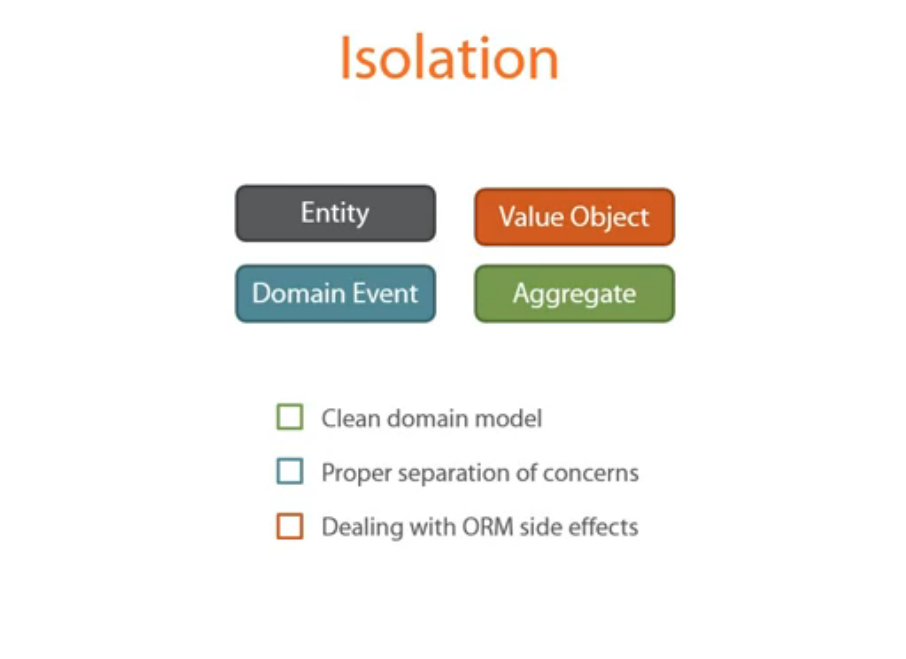 Isolation
Entity
Value Object
Domain Event
Aggregate
Clean domain model
Proper separation of concerns
Dealing with ORM side effects